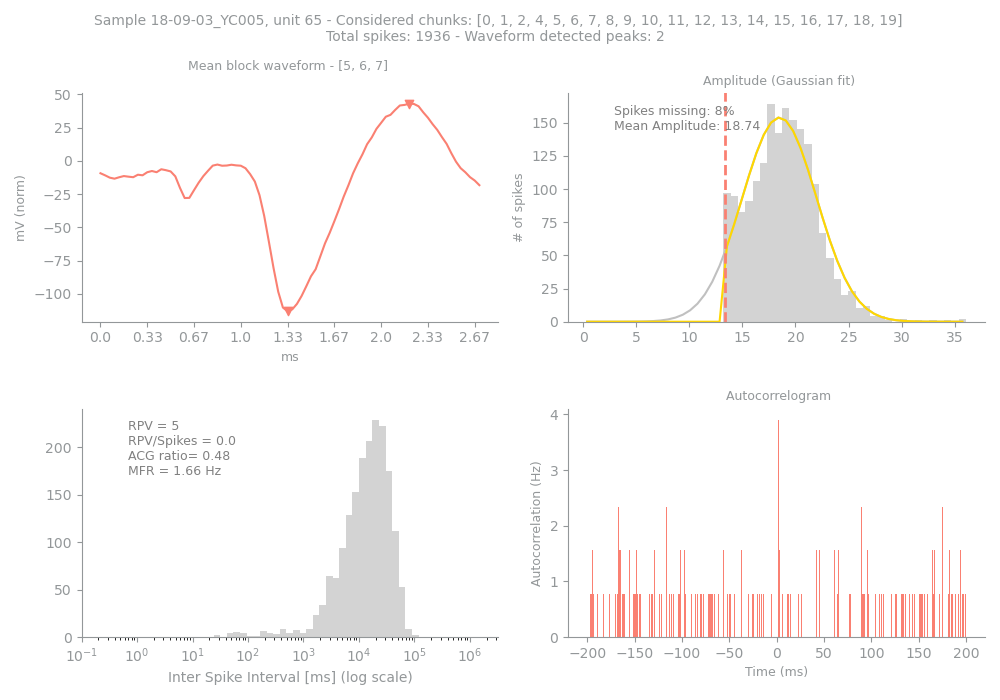 Sample 18-09-03_YC005, unit 65 - Considered chunks: [0, 1, 2, 4, 5, 6, 7, 8, 9, 10, 11, 12, 13, 14, 15, 16, 17, 18, 19]
Total spikes: 1936 - Waveform detected peaks: 2
Mean block waveform - [5, 6, 7]
50
25
0
−25
−50
−75
−100
mV (norm)
0.0 0.33 0.67 1.0 1.33 1.67 2.0 2.33 2.67
ms
Amplitude (Gaussian fit)
Spikes missing: 8%
Mean Amplitude: 18.74
150
125
100
75
50
25
0
# of spikes
0 5 10 15 20 25 30 35
RPV = 5
RPV/Spikes = 0.0
ACG ratio= 0.48
MFR = 1.66 Hz
200
150
100
50
0
10⁻¹ 10⁰ 10¹ 10² 10³ 10⁴ 10⁵ 10⁶
Inter Spike Interval [ms] (log scale)
Autocorrelogram
4
3
2
1
0
Autocorrelation (Hz)
−200 −150 −100 −50 0 50 100 150 200
Time (ms)